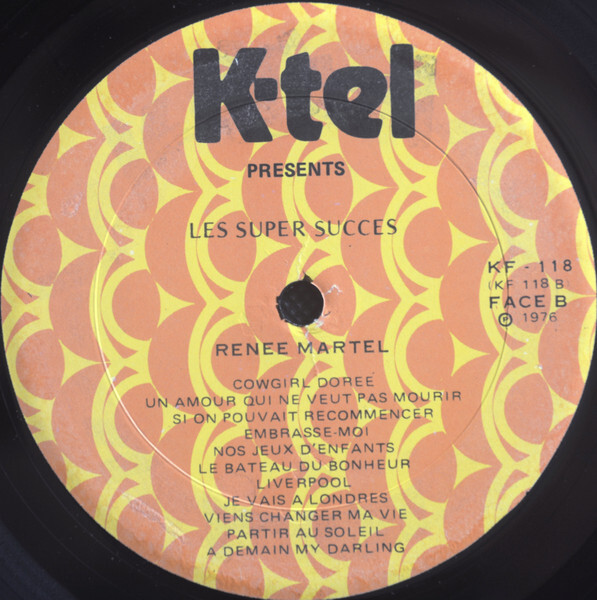 K-tel
PRESENTS
LES SUPER SUCCES
KF - 118
(KF 118 B)
FACE B
℗ 1976
RENEE MARTEL
COWGIRL DOREE
UN AMOUR QUI NE VEUT PAS MOURIR
SI ON POUVAIT RECOMMENCER
EMBRASSE-MOI
NOS JEUX D'ENFANTS
LE BATEAU DU BONHEUR
LIVERPOOL
JE VAIS A LONDRES
VIENS CHANGER MA VIE
PARTIR AU SOLEIL
A DEMAIN MY DARLING